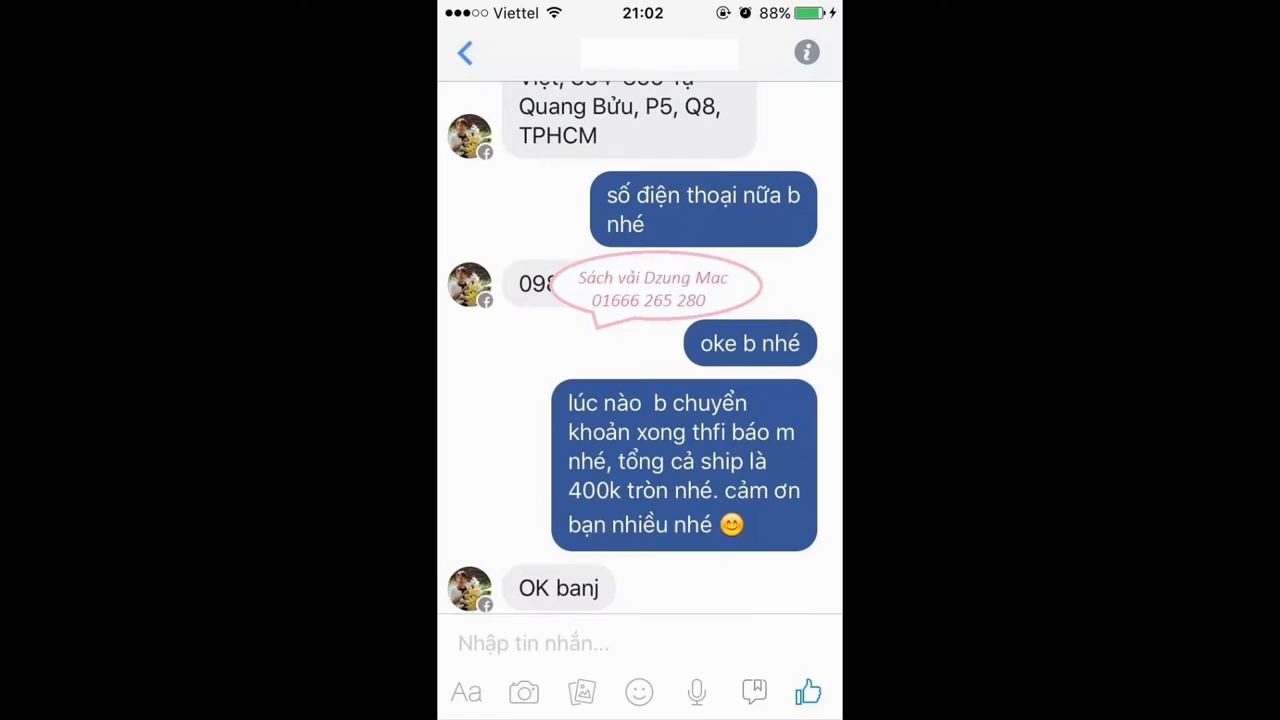 Viettel 21:02 88%
Quang Bửu, P5, Q8,
TPHCM
số điện thoại nữa b
nhé
098
Sách vải Dzung Mac
01666 265 280
oke b nhé
lúc nào b chuyển
khoản xong thfi báo m
nhé, tổng cả ship là
400k tròn nhé. cảm ơn
bạn nhiều nhé 😊
OK banj
Nhập tin nhắn...
Aa